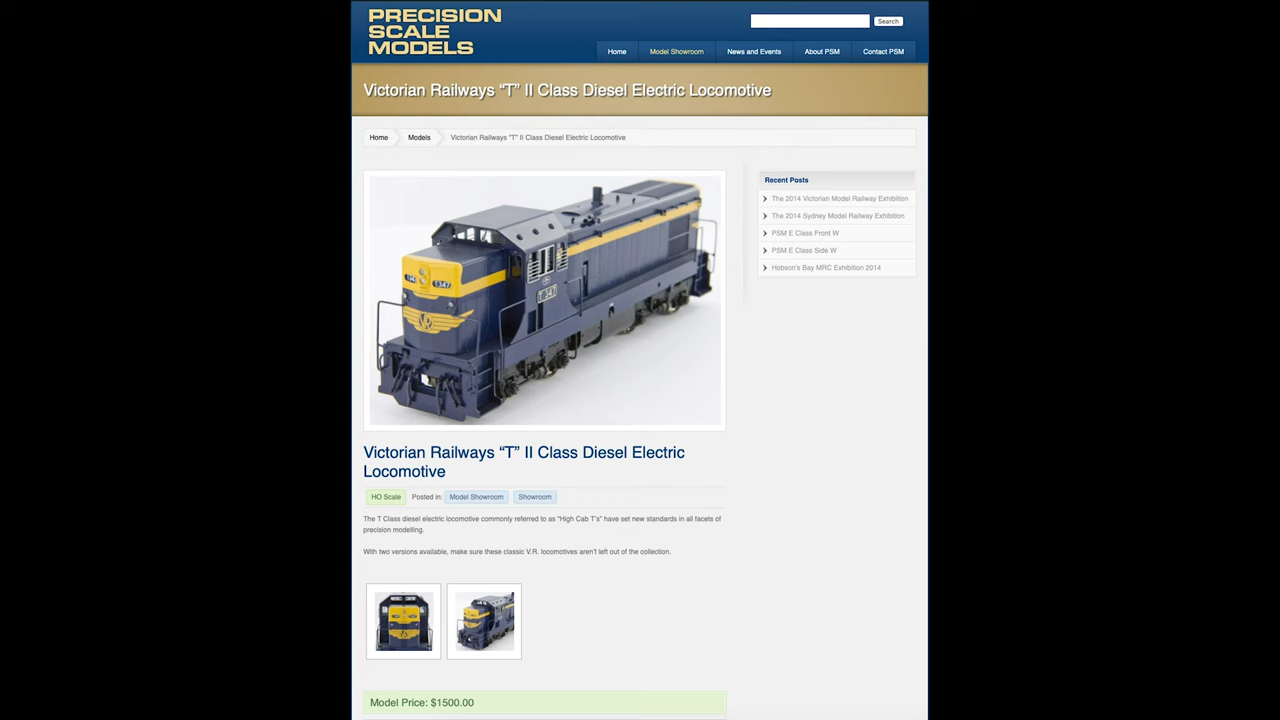 PRECISION
SCALE
MODELS
Search
Home
Model Showroom
News and Events
About PSM
Contact PSM
Victorian Railways “T” II Class Diesel Electric Locomotive
Home
Models
Victorian Railways “T” II Class Diesel Electric Locomotive
1347
T347
VR
Recent Posts
The 2014 Victorian Model Railway Exhibition
The 2014 Sydney Model Railway Exhibition
PSM E Class Front W
PSM E Class Side W
Hobson's Bay MRC Exhibition 2014
Victorian Railways “T” II Class Diesel Electric
Locomotive
HO Scale Posted in: Model Showroom Showroom
The T Class diesel electric locomotive commonly referred to as “High Cab T's” have set new standards in all facets of
precision modelling.
With two versions available, make sure these classic V.R. locomotives aren't left out of the collection.
Model Price: $1500.00